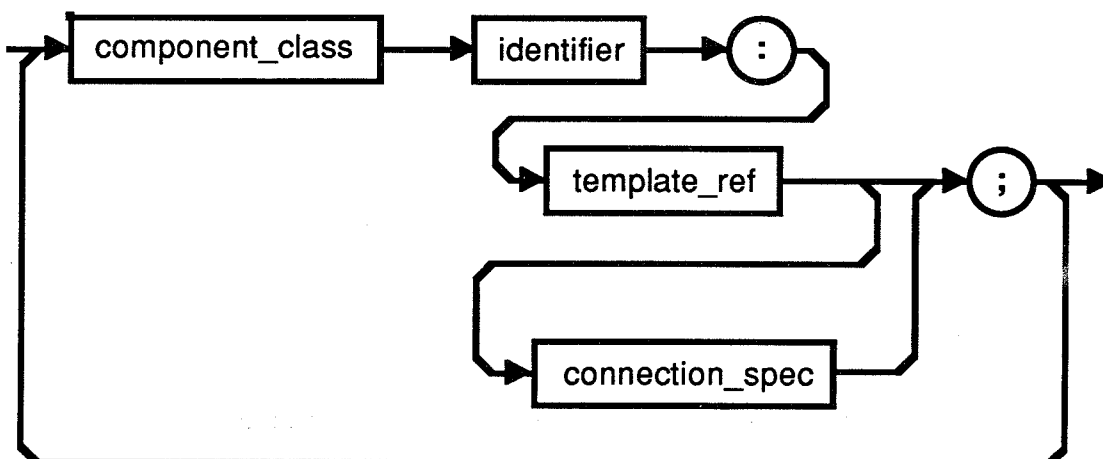 component_class identifier :
template_ref ;
connection_spec